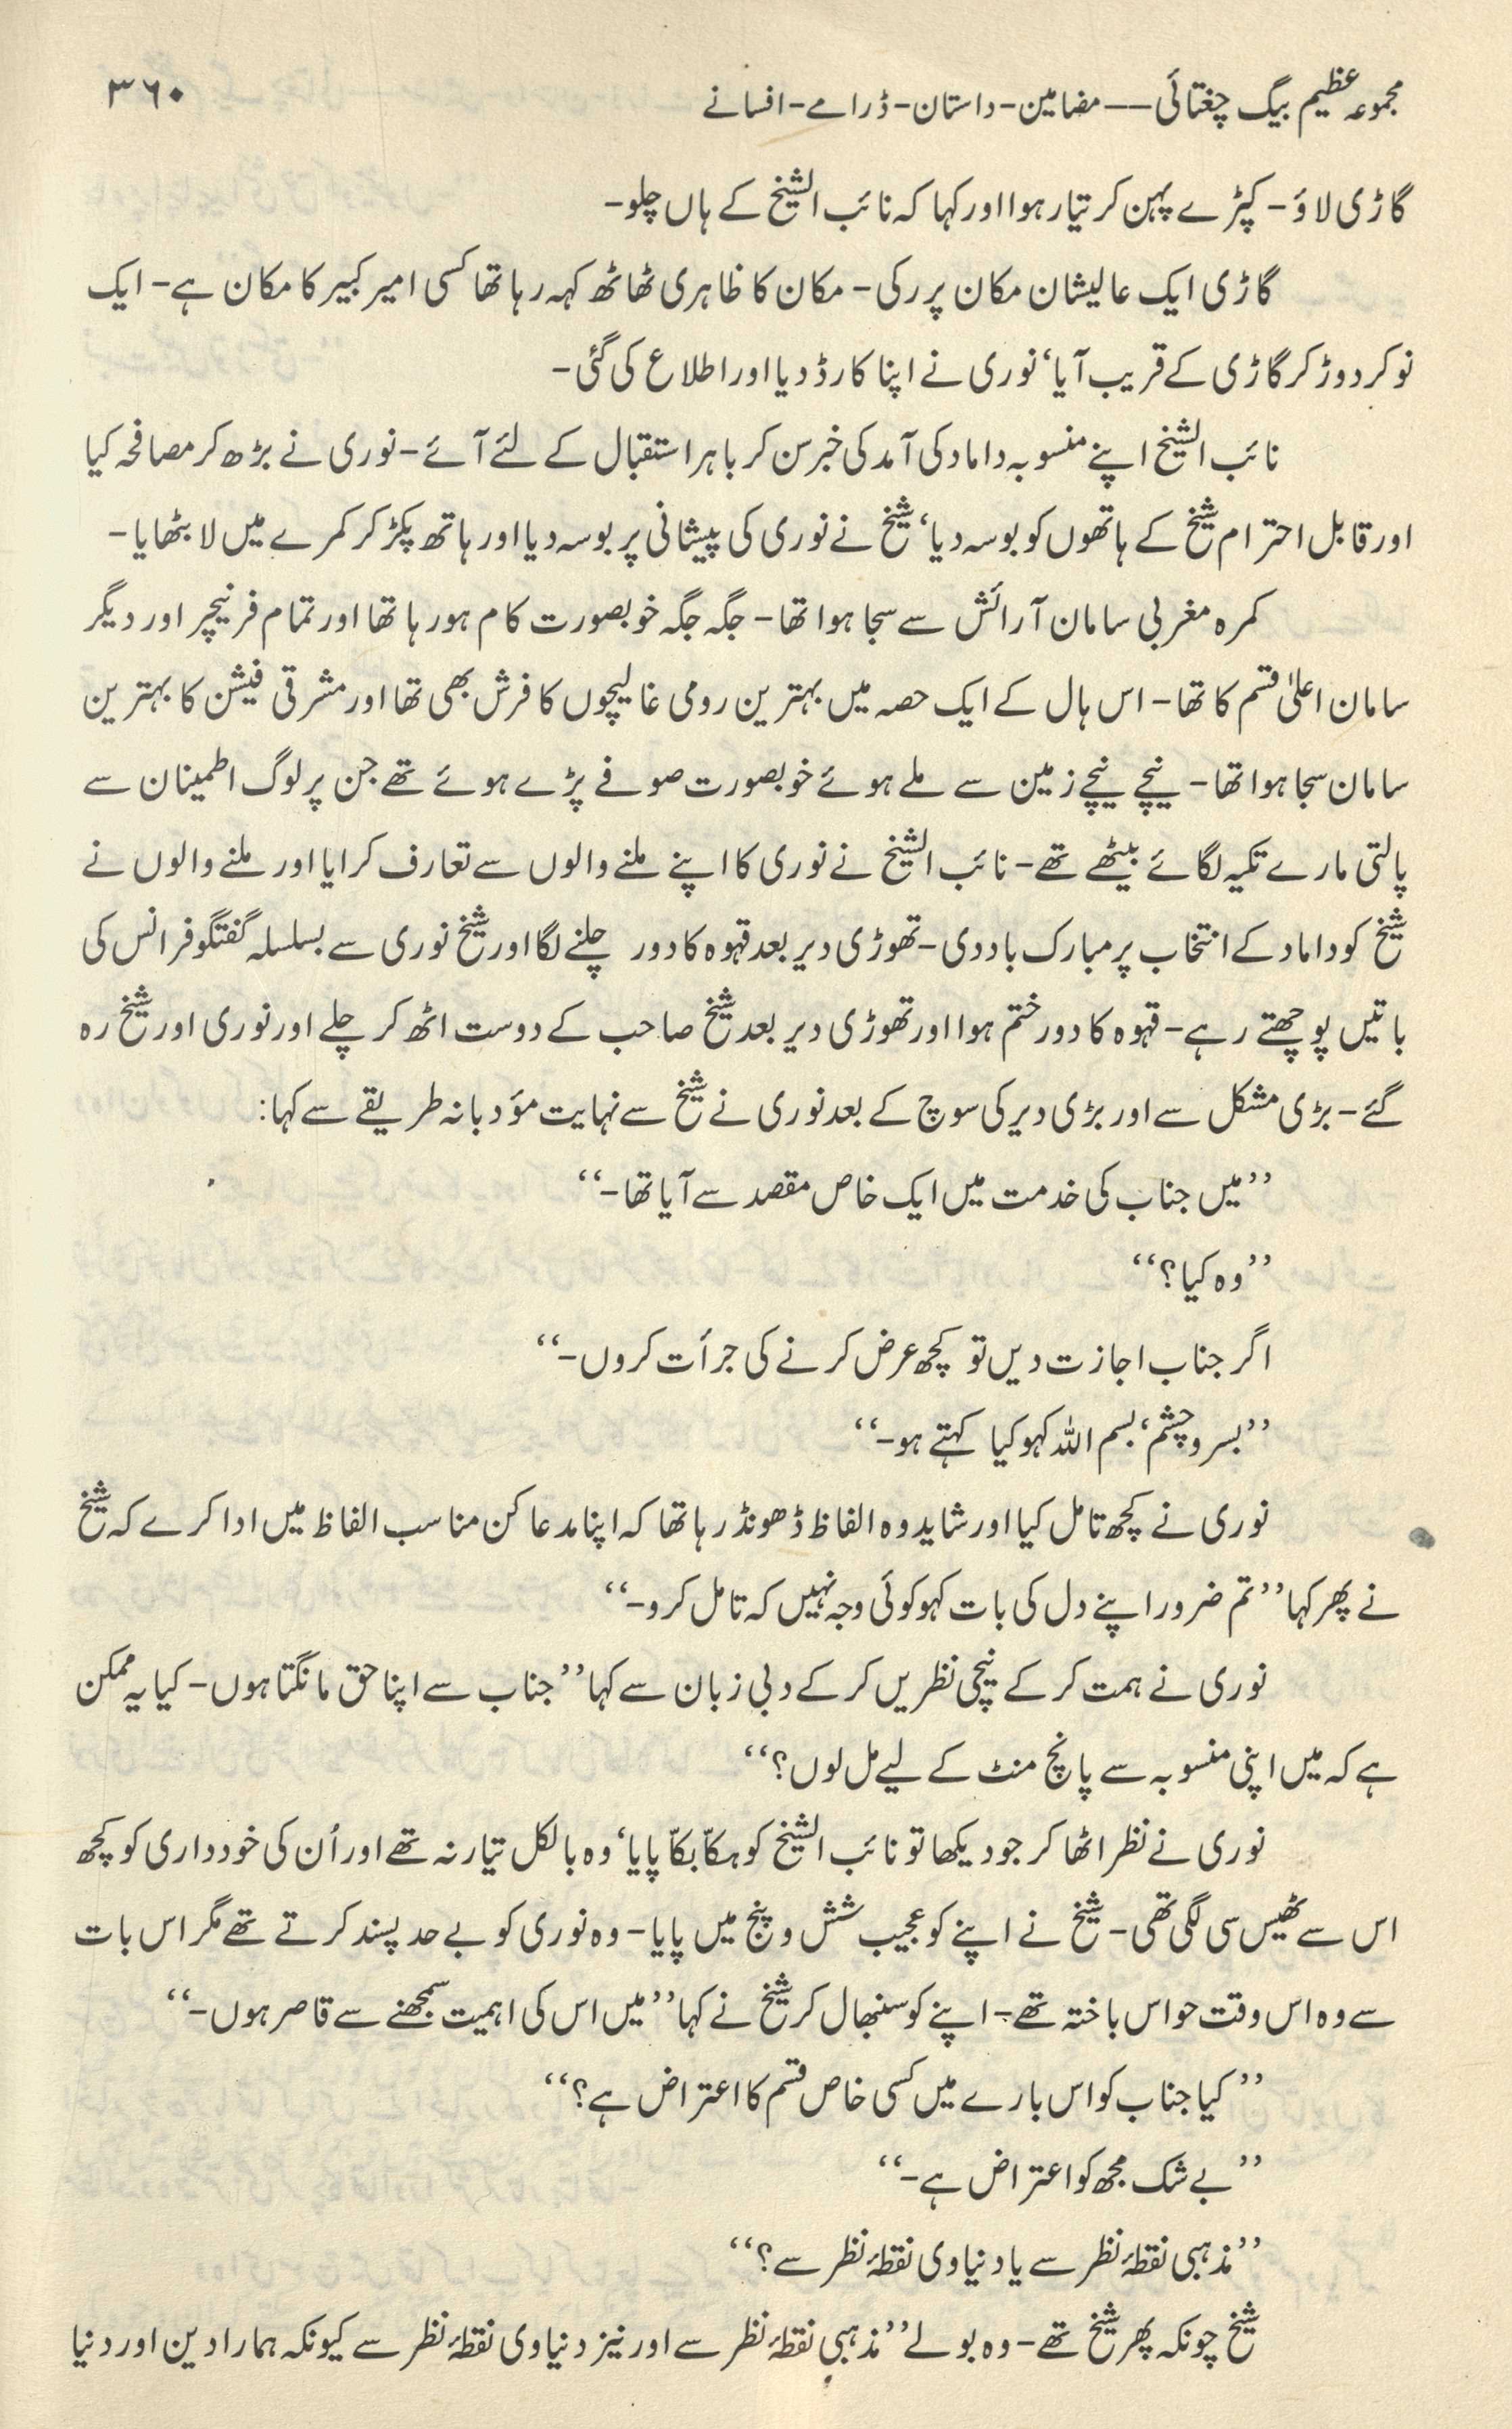 مجموعہ عظیم بیگ چغتائی — مضامین - داستان - ڈرامے - افسانے
۳۶۰
گاڑی لاؤ - کپڑے پہن کر تیار ہوا اور کہا کہ نائب الشیخ کے ہاں چلو -
گاڑی ایک عالیشان مکان پر رکی - مکان کا ظاہری ٹھاٹھ کہہ رہا تھا کسی امیر کبیر کا مکان ہے - ایک
نوکر دوڑ کر گاڑی کے قریب آیا، نوری نے اپنا کارڈ دیا اور اطلاع کی گئی -
نائب الشیخ اپنے منسوبہ داماد کی آمد کی خبر سن کر باہر استقبال کے لئے آئے - نوری نے بڑھ کر مصافحہ کیا
اور قابل احترام شیخ کے ہاتھوں کو بوسہ دیا، شیخ نے نوری کی پیشانی پر بوسہ دیا اور ہاتھ پکڑ کر کمرے میں لا بٹھایا -
کمرہ مغربی سامان آرائش سے سجا ہوا تھا - جگہ جگہ خوبصورت کام ہو رہا تھا اور تمام فرنیچر اور دیگر
سامان اعلیٰ قسم کا تھا - اس ہال کے ایک حصہ میں بہترین رومی غالیچوں کا فرش بھی تھا اور مشرقی فیشن کا بہترین
سامان سجا ہوا تھا - نیچے نیچے زمین سے ملے ہوئے خوبصورت صوفے پڑے ہوئے تھے جن پر لوگ اطمینان سے
پالتی مارے تکیہ لگائے بیٹھے تھے - نائب الشیخ نے نوری کا اپنے ملنے والوں سے تعارف کرایا اور ملنے والوں نے
شیخ کو داماد کے انتخاب پر مبارک باد دی - تھوڑی دیر بعد قہوہ کا دور چلنے لگا اور شیخ نوری سے بسلسلہ گفتگو فرانس کی
باتیں پوچھتے رہے - قہوہ کا دور ختم ہوا اور تھوڑی دیر بعد شیخ صاحب کے دوست اٹھ کر چلے اور نوری اور شیخ رہ
گئے - بڑی مشکل سے اور بڑی دیر کی سوچ کے بعد نوری نے شیخ سے نہایت مؤدبانہ طریقے سے کہا:
’’میں جناب کی خدمت میں ایک خاص مقصد سے آیا تھا -‘‘
’’وہ کیا؟‘‘
اگر جناب اجازت دیں تو کچھ عرض کرنے کی جرأت کروں -‘‘
’’بسر و چشم، بسم اللہ کہو کیا کہتے ہو -‘‘
نوری نے کچھ تامل کیا اور شاید وہ الفاظ ڈھونڈ رہا تھا کہ اپنا مدعا کن مناسب الفاظ میں ادا کرے کہ شیخ
نے پھر کہا ’’تم ضرور اپنے دل کی بات کہو کوئی وجہ نہیں کہ تامل کرو -‘‘
نوری نے ہمت کر کے نیچی نظریں کر کے دبی زبان سے کہا ’’جناب سے اپنا حق مانگتا ہوں - کیا یہ ممکن
ہے کہ میں اپنی منسوبہ سے پانچ منٹ کے لیے مل لوں؟‘‘
نوری نے نظر اٹھا کر جو دیکھا تو نائب الشیخ کو ہکّا بکّا پایا، وہ بالکل تیار نہ تھے اور اُن کی خودداری کو کچھ
اس سے ٹھیس سی لگی تھی - شیخ نے اپنے کو عجیب شش و پنج میں پایا - وہ نوری کو بے حد پسند کرتے تھے مگر اس بات
سے وہ اس وقت حواس باختہ تھے - اپنے کو سنبھال کر شیخ نے کہا ’’میں اس کی اہمیت سمجھنے سے قاصر ہوں -‘‘
’’کیا جناب کو اس بارے میں کسی خاص قسم کا اعتراض ہے؟‘‘
’’بے شک مجھ کو اعتراض ہے -‘‘
’’مذہبی نقطۂ نظر سے یا دنیاوی نقطۂ نظر سے؟‘‘
شیخ چونکہ پھر شیخ تھے - وہ بولے ’’مذہبی نقطۂ نظر سے اور نیز دنیاوی نقطۂ نظر سے کیونکہ ہمارا دین اور دنیا